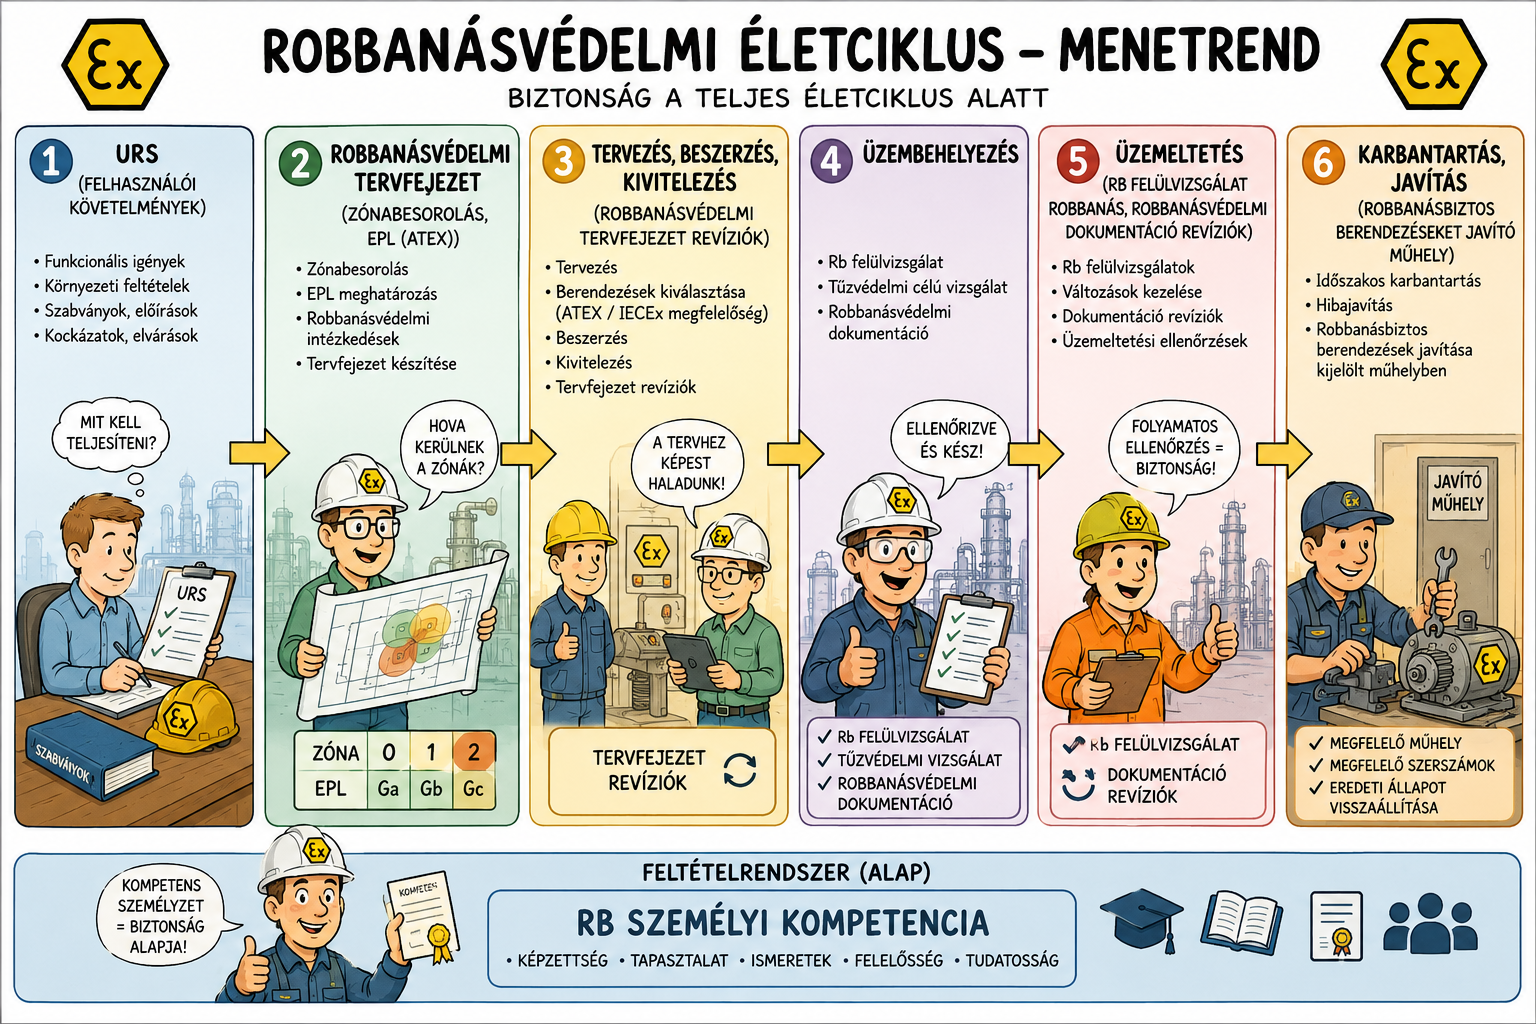 Ex
ROBBANÁSVÉDELMI ÉLETCIKLUS – MENETREND
BIZTONSÁG A TELJES ÉLETCIKLUS ALATT
Ex
1
URS
(FELHASZNÁLÓI
KÖVETELMÉNYEK)
• Funkcionális igények
• Környezeti feltételek
• Szabványok, előírások
• Kockázatok, elvárások
MIT KELL
TELJESÍTENI?
URS
Ex
SZABVÁNYOK
2
ROBBANÁSVÉDELMI
TERVFEJEZET
(ZÓNABESOROLÁS,
EPL (ATEX))
• Zónabesorolás
• EPL meghatározás
• Robbanásvédelmi
intézkedések
• Tervfejezet készítése
HOVA
KERÜLNEK
A ZÓNÁK?
Ex
ZÓNA 0 1 2
EPL Ga Gb Gc
3
TERVEZÉS, BESZERZÉS,
KIVITELEZÉS
(ROBBANÁSVÉDELMI
TERVFEJEZET REVÍZIÓK)
• Tervezés
• Berendezések kiválasztása
(ATEX / IECEx megfelelőség)
• Beszerzés
• Kivitelezés
• Tervfejezet revíziók
A TERVHEZ
KÉPEST
HALADUNK!
Ex
Ex
TERVFEJEZET
REVÍZIÓK
4
ÜZEMBEHELYEZÉS
• Rb felülvizsgálat
• Tűzvédelmi célú vizsgálat
• Robbanásvédelmi
dokumentáció
ELLENŐRIZVE
ÉS KÉSZ!
Ex
✓ Rb FELÜLVIZSGÁLAT
✓ TŰZVÉDELMI VIZSGÁLAT
✓ ROBBANÁSVÉDELMI
DOKUMENTÁCIÓ
5
ÜZEMELTETÉS
(RB FELÜLVIZSGÁLAT
ROBBANÁS, ROBBANÁSVÉDELMI
DOKUMENTÁCIÓ REVÍZIÓK)
• Rb felülvizsgálatok
• Változások kezelése
• Dokumentáció revíziók
• Üzemeltetési ellenőrzések
FOLYAMATOS
ELLENŐRZÉS =
BIZTONSÁG!
Ex
Rb FELÜLVIZSGÁLAT
DOKUMENTÁCIÓ
REVÍZIÓK
6
KARBANTARTÁS,
JAVÍTÁS
(ROBBANÁSBIZTOS
BERENDEZÉSEKET JAVÍTÓ
MŰHELY)
• Időszakos karbantartás
• Hibajavítás
• Robbanásbiztos
berendezések javítása
kijelölt műhelyben
JAVÍTÓ
MŰHELY
Ex
Ex
✓ MEGFELELŐ MŰHELY
✓ MEGFELELŐ SZERSZÁMOK
✓ EREDETI ÁLLAPOT
VISSZAÁLLÍTÁSA
KOMPETENS
SZEMÉLYZET
= BIZTONSÁG
ALAPJA!
Ex
FELTÉTELRENDSZER (ALAP)
RB SZEMÉLYI KOMPETENCIA
• KÉPZETTSÉG • TAPASZTALAT • ISMERETEK • FELELŐSSÉG • TUDATOSSÁG